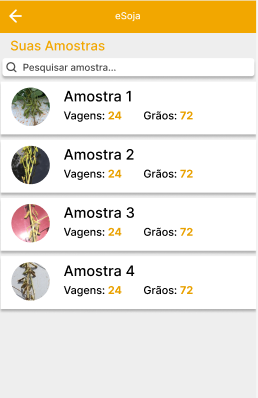 eSoja
Suas Amostras
Pesquisar amostra...
Amostra 1
Vagens: 24 Grãos: 72
Amostra 2
Vagens: 24 Grãos: 72
Amostra 3
Vagens: 24 Grãos: 72
Amostra 4
Vagens: 24 Grãos: 72